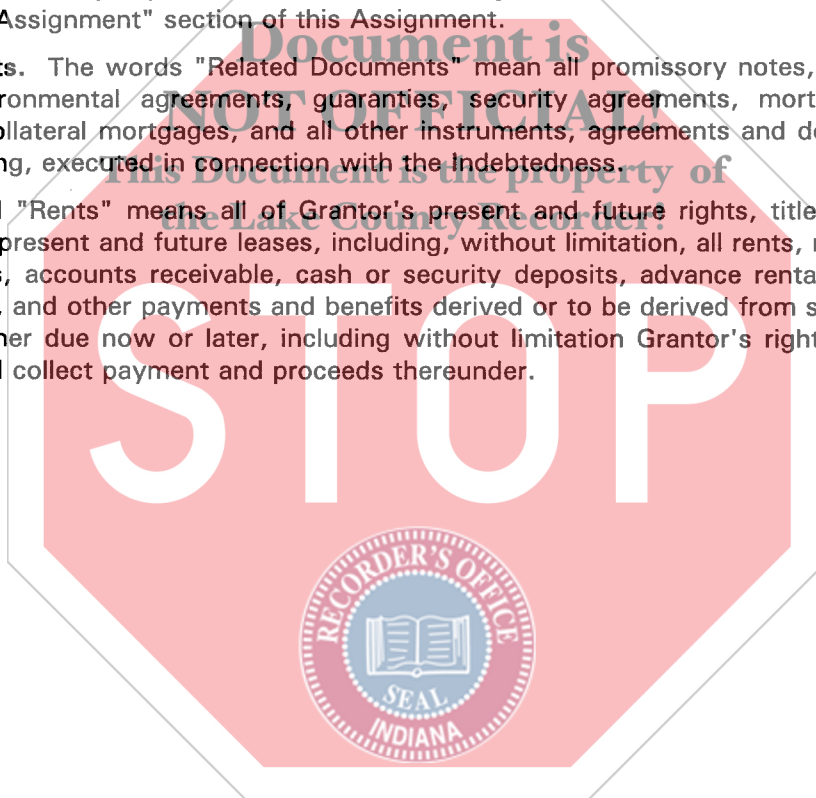 Assignment" section of this Assignment.
Document is
ts. The words "Related Documents" mean all promissory notes,
NOT OFFICIAL!
ronmental agreements, guaranties, security agreements, mort
ollateral mortgages, and all other instruments, agreements and do
ng, executed in connection with the Indebtedness.
This Document is the property of
"Rents" means all of Grantor's present and future rights, title
the Lake County Recorder!
present and future leases, including, without limitation, all rents,
s, accounts receivable, cash or security deposits, advance renta
, and other payments and benefits derived or to be derived from s
her due now or later, including without limitation Grantor's right
collect payment and proceeds thereunder.
STOP
RECORDER'S OFFICE
SEAL
INDIANA